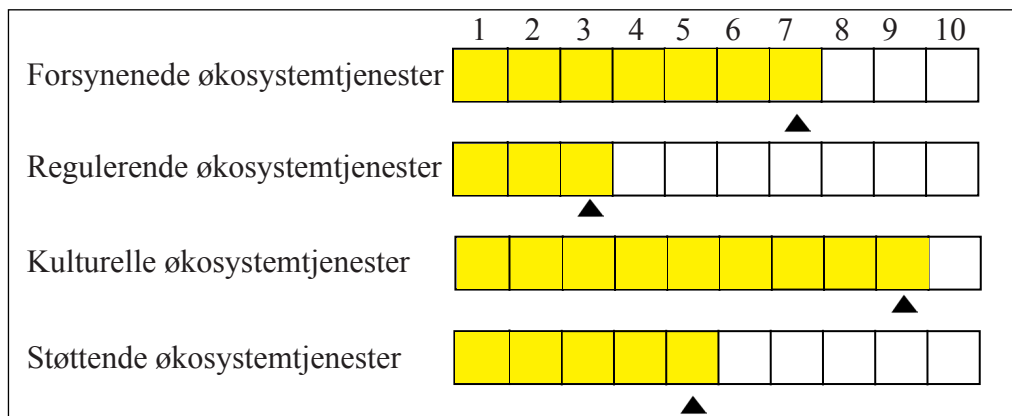 1 2 3 4 5 6 7 8 9 10
Forsynenede økosystemtjenester
Regulerende økosystemtjenester
Kulturelle økosystemtjenester
Støttende økosystemtjenester